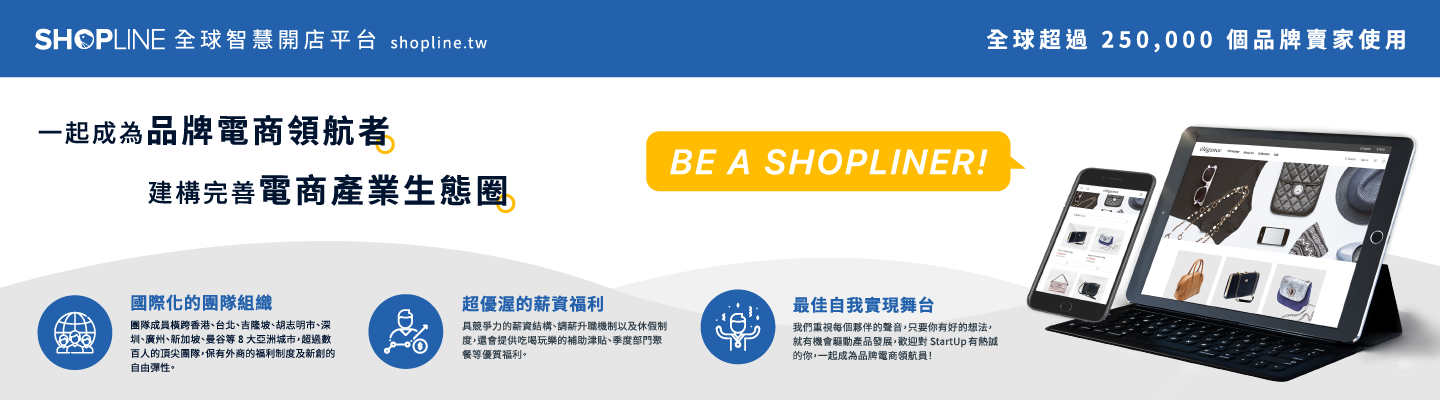 SHOPLINE 全球智慧開店平台 shopline.tw
全球超過 250,000 個品牌賣家使用
一起成為品牌電商領航者
建構完善電商產業生態圈
BE A SHOPLINER!
國際化的團隊組織
團隊成員橫跨香港、台北、吉隆坡、胡志明市、深
圳、廣州、新加坡、曼谷等 8 大亞洲城市,超過數
百人的頂尖團隊,保有外商的福利制度及新創的
自由彈性。
超優渥的薪資福利
具競爭力的薪資結構、調薪升職機制以及休假制
度,還會提供吃喝玩樂的補助津貼、季度部門聚
餐等優質福利。
最佳自我實現舞台
我們重視每個夥伴的聲音,只要你有好的想法,
就有機會驅動產品發展,歡迎對 StartUp 有熱誠
的你,一起成為品牌電商領航員!